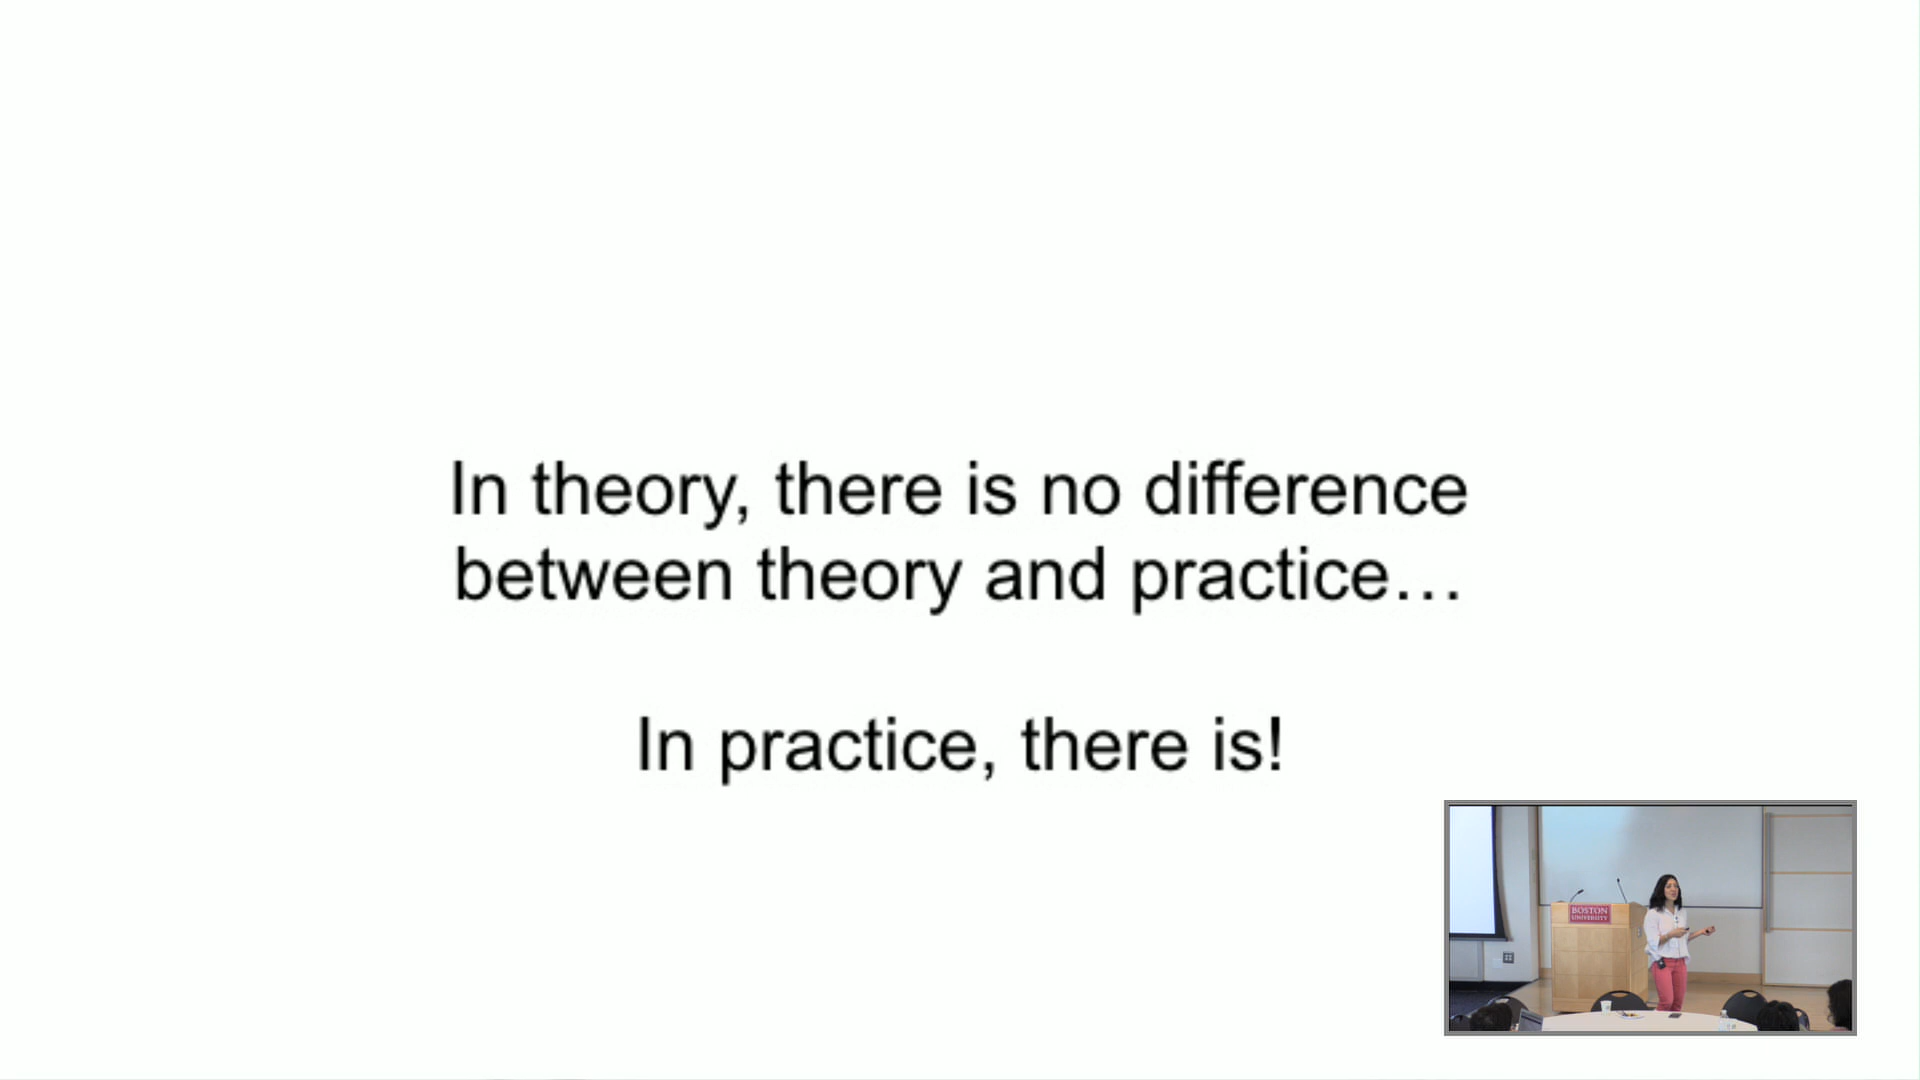 In theory, there is no difference
between theory and practice…
In practice, there is!
BOSTON
UNIVERSITY